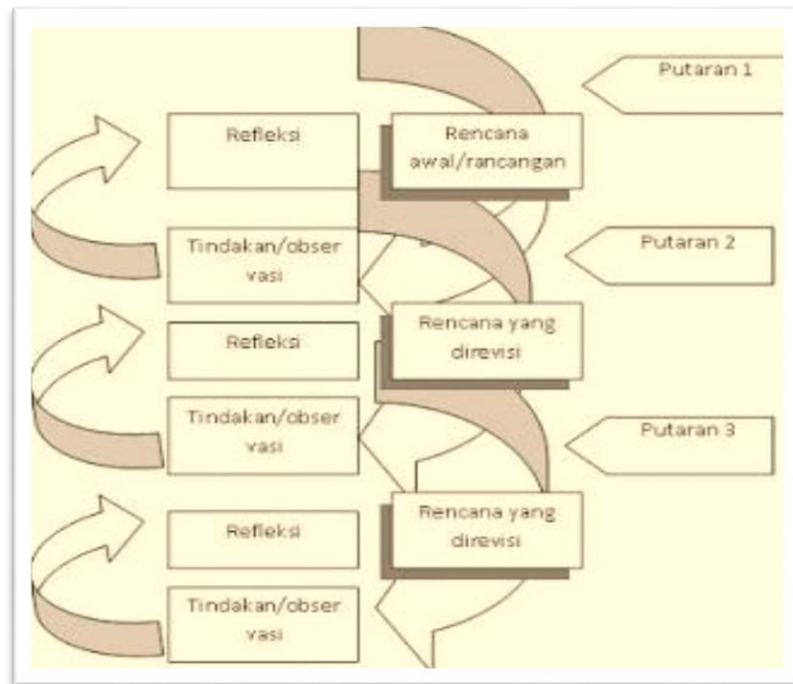 Putaran 1
Refleksi
Rencana
awal/rancangan
Tindakan/obser
vasi
Putaran 2
Refleksi
Rencana yang
direvisi
Tindakan/obser
vasi
Putaran 3
Refleksi
Rencana yang
direvisi
Tindakan/obser
vasi